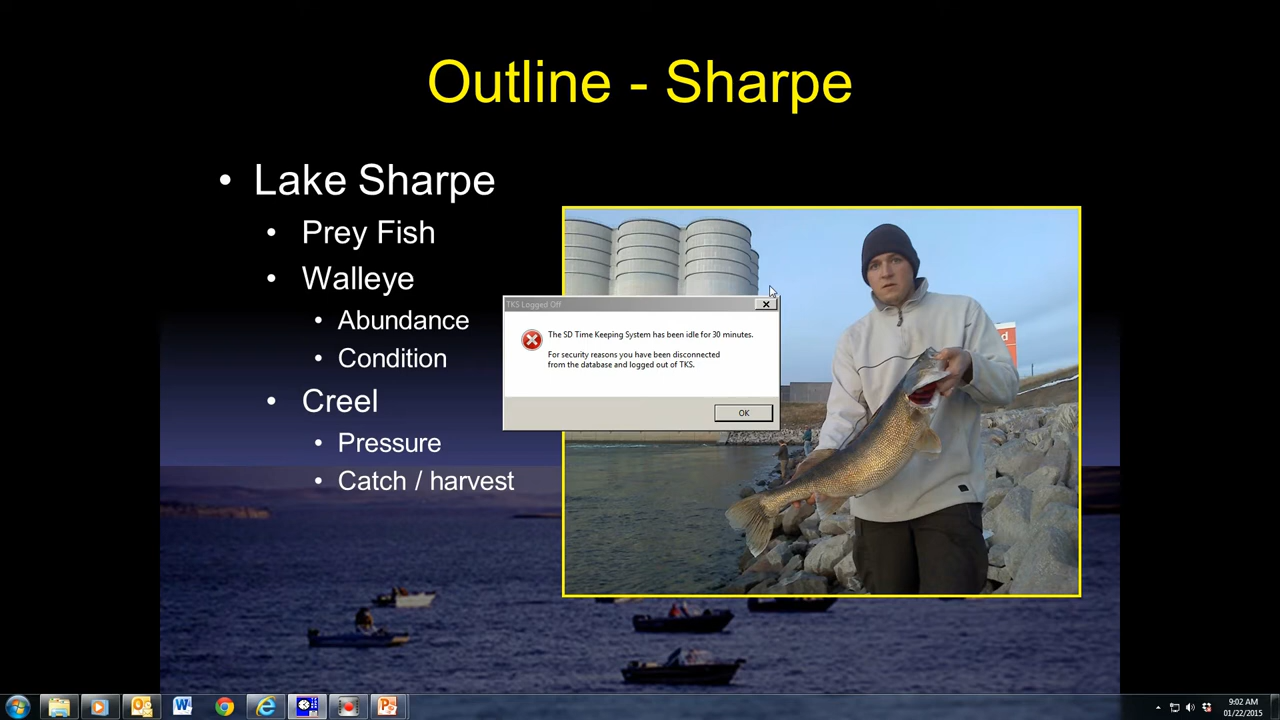 Outline - Sharpe
• Lake Sharpe
• Prey Fish
• Walleye
• Abundance
• Condition
• Creel
• Pressure
• Catch / harvest
TKS Logged Off
The SD Time Keeping System has been idle for 30 minutes.
For security reasons you have been disconnected
from the database and logged out of TKS.
OK
9:02 AM
01/22/2015